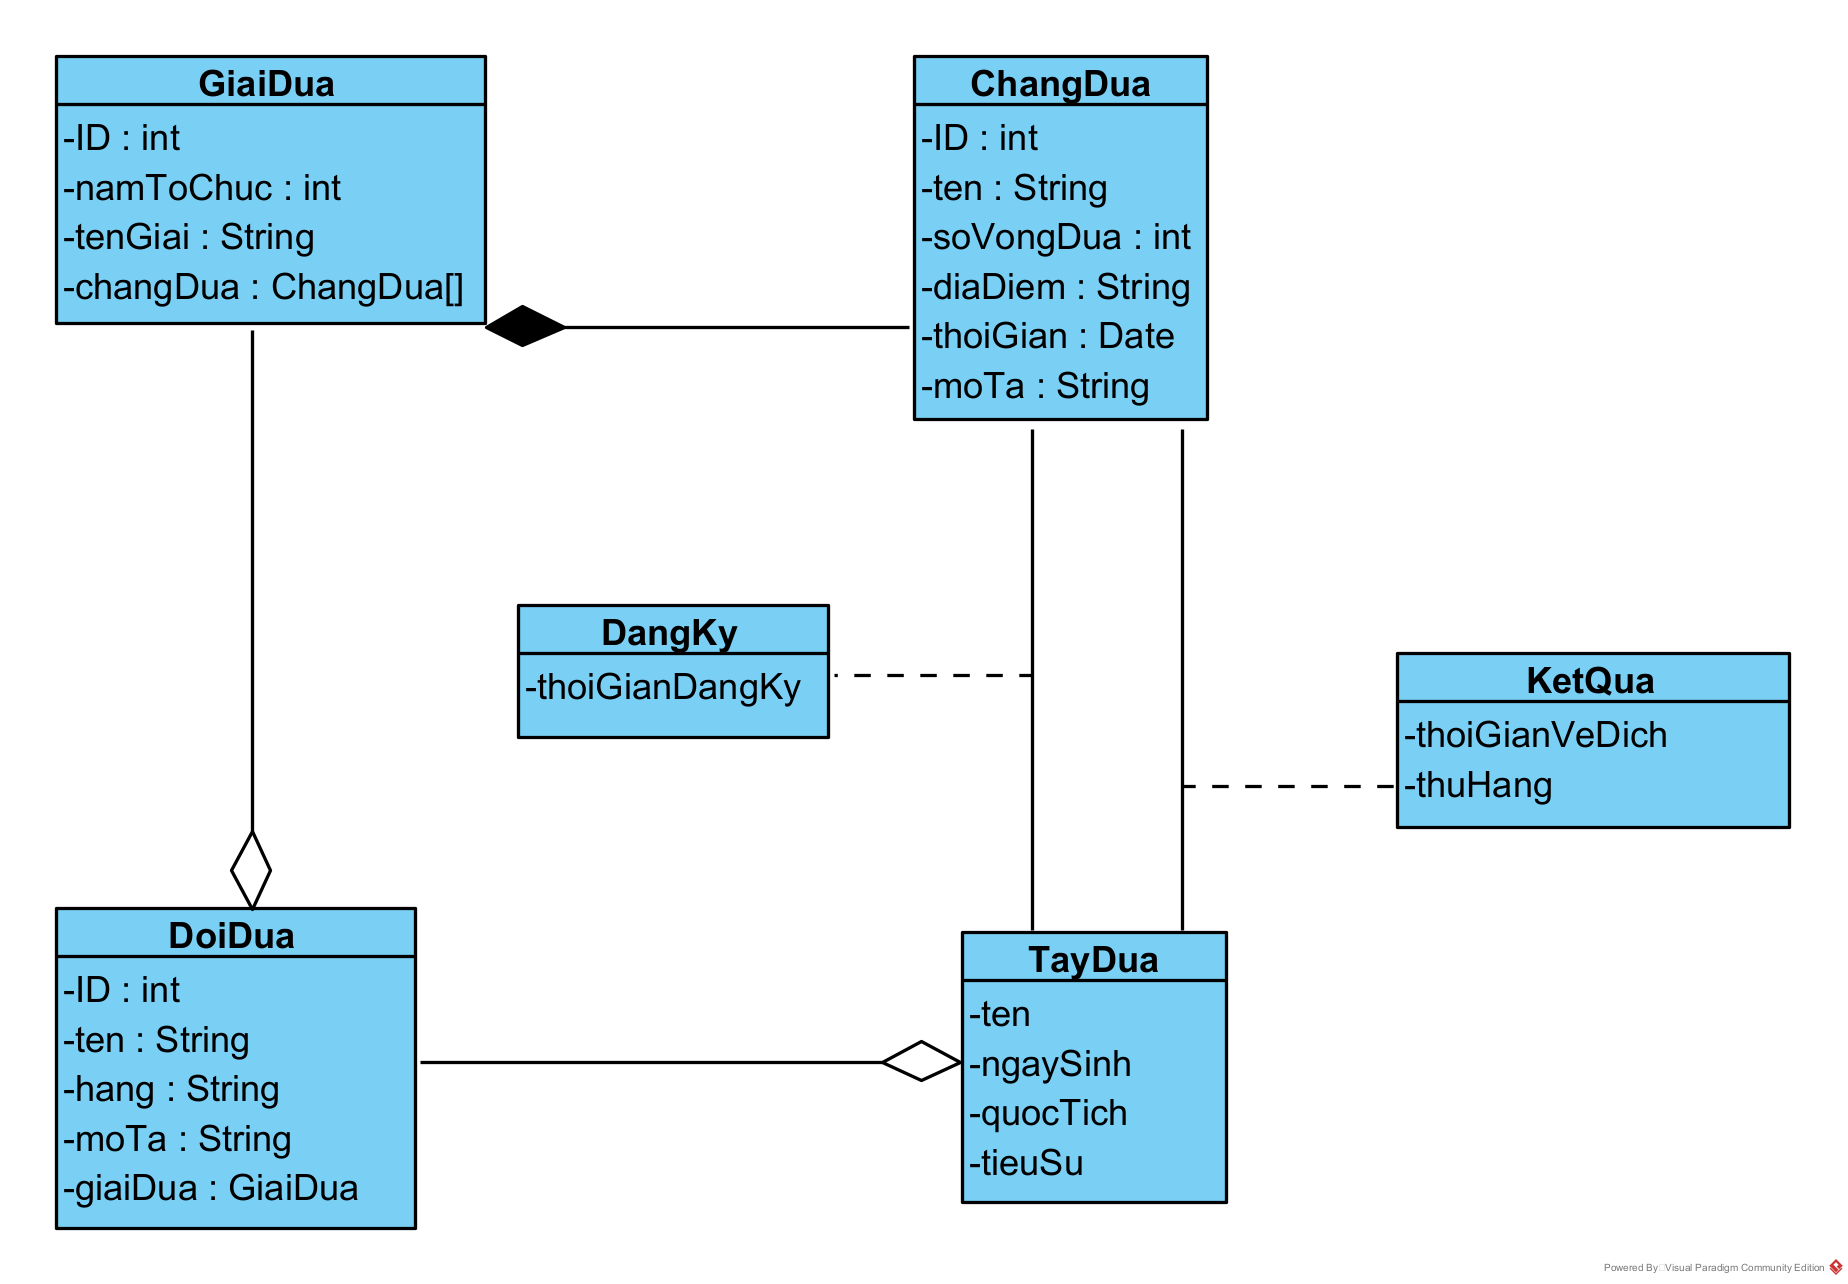 GiaiDua
-ID : int
-namToChuc : int
-tenGiai : String
-changDua : ChangDua[]
ChangDua
-ID : int
-ten : String
-soVongDua : int
-diaDiem : String
-thoiGian : Date
-moTa : String
DangKy
-thoiGianDangKy
KetQua
-thoiGianVeDich
-thuHang
DoiDua
-ID : int
-ten : String
-hang : String
-moTa : String
-giaiDua : GiaiDua
TayDua
-ten
-ngaySinh
-quocTich
-tieuSu
Powered By Visual Paradigm Community Edition